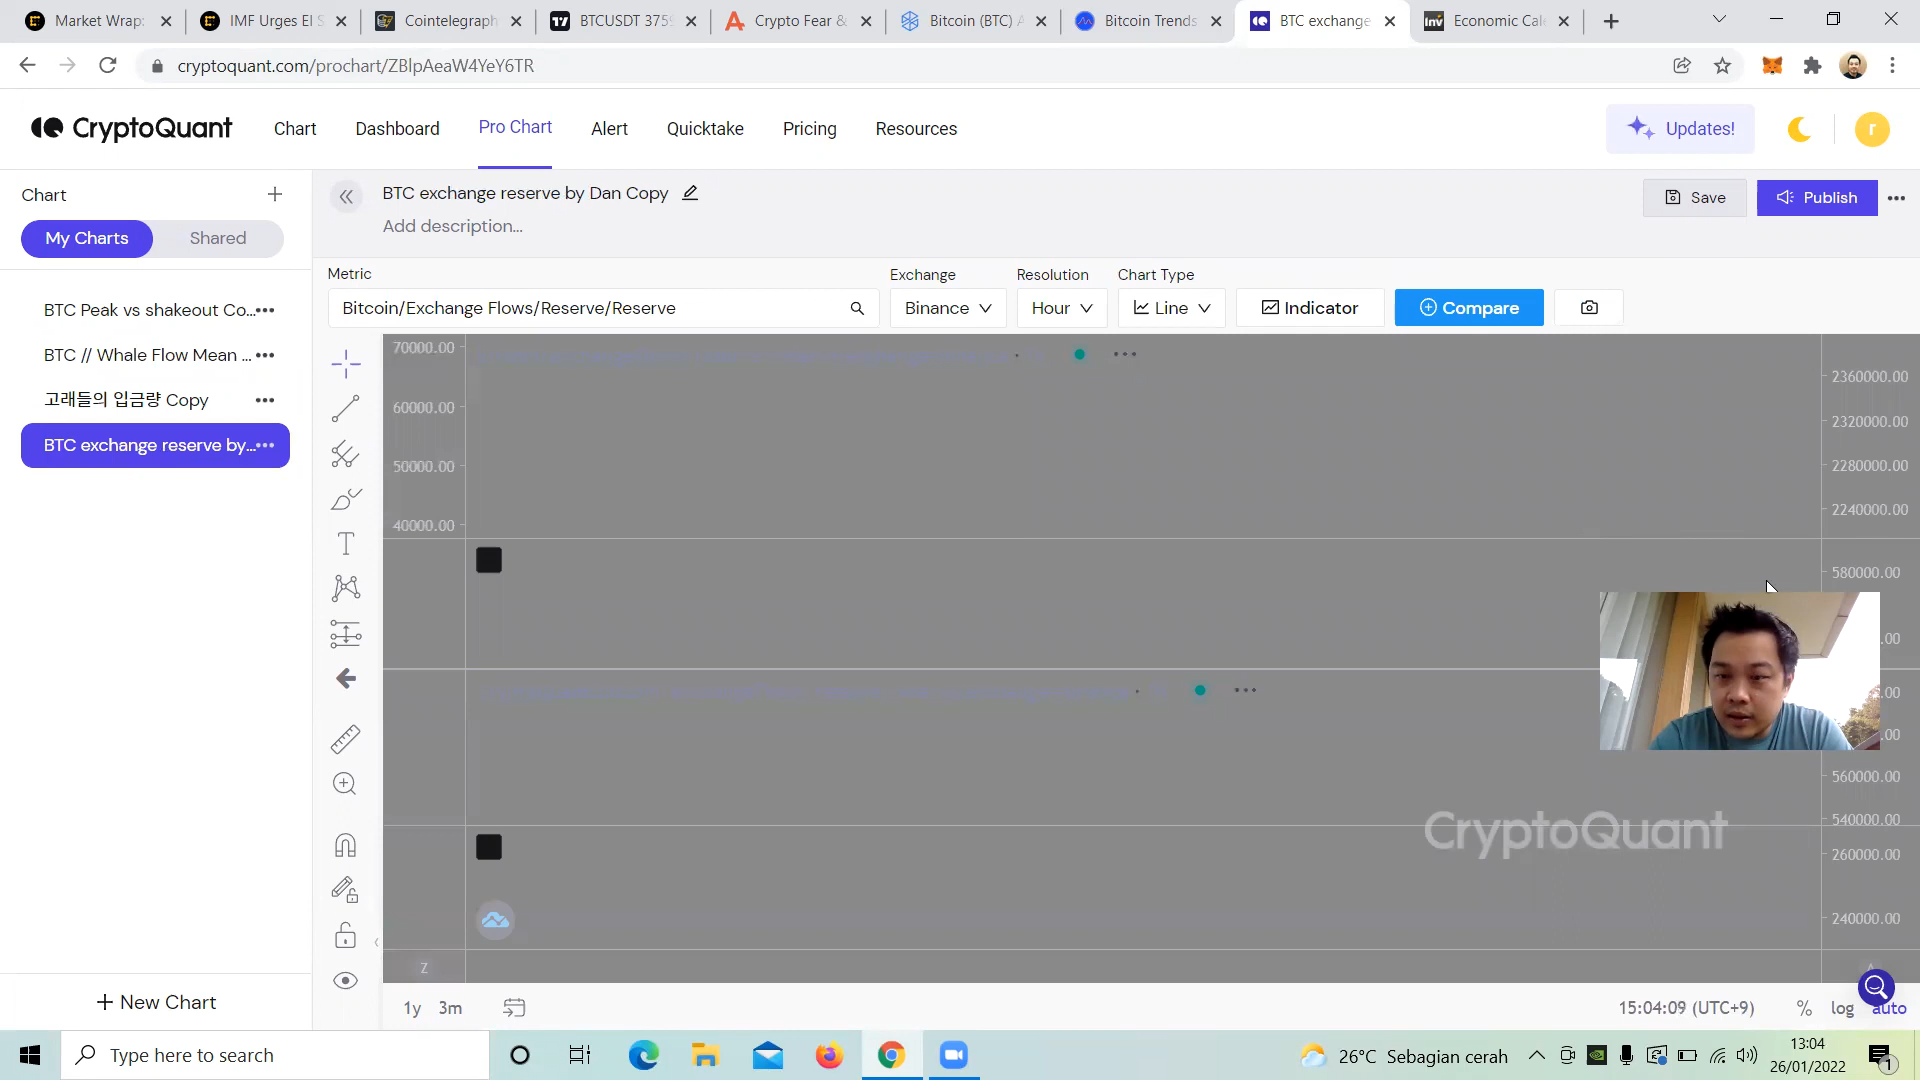 Market Wrap:
IMF Urges El S
Cointelegraph
BTCUSDT 3759
Crypto Fear &
Bitcoin (BTC) A
Bitcoin Trends
BTC exchange
Economic Cale
cryptoquant.com/prochart/ZBlpAeaW4YeY6TR
CryptoQuant
Chart
Dashboard
Pro Chart
Alert
Quicktake
Pricing
Resources
Updates!
r
Chart
My Charts
Shared
BTC Peak vs shakeout Co...
BTC // Whale Flow Mean ...
고래들의 입금량 Copy
BTC exchange reserve by...
+ New Chart
BTC exchange reserve by Dan Copy
Add description...
Save
Publish
Metric
Exchange
Resolution
Chart Type
Bitcoin/Exchange Flows/Reserve/Reserve
Binance
Hour
Line
Indicator
Compare
70000.00
60000.00
50000.00
40000.00
2360000.00
2320000.00
2280000.00
2240000.00
580000.00
560000.00
540000.00
260000.00
240000.00
CryptoQuant
Z
A
1y
3m
15:04:09 (UTC+9)
%
log
auto
Type here to search
26°C Sebagian cerah
13:04
26/01/2022
1